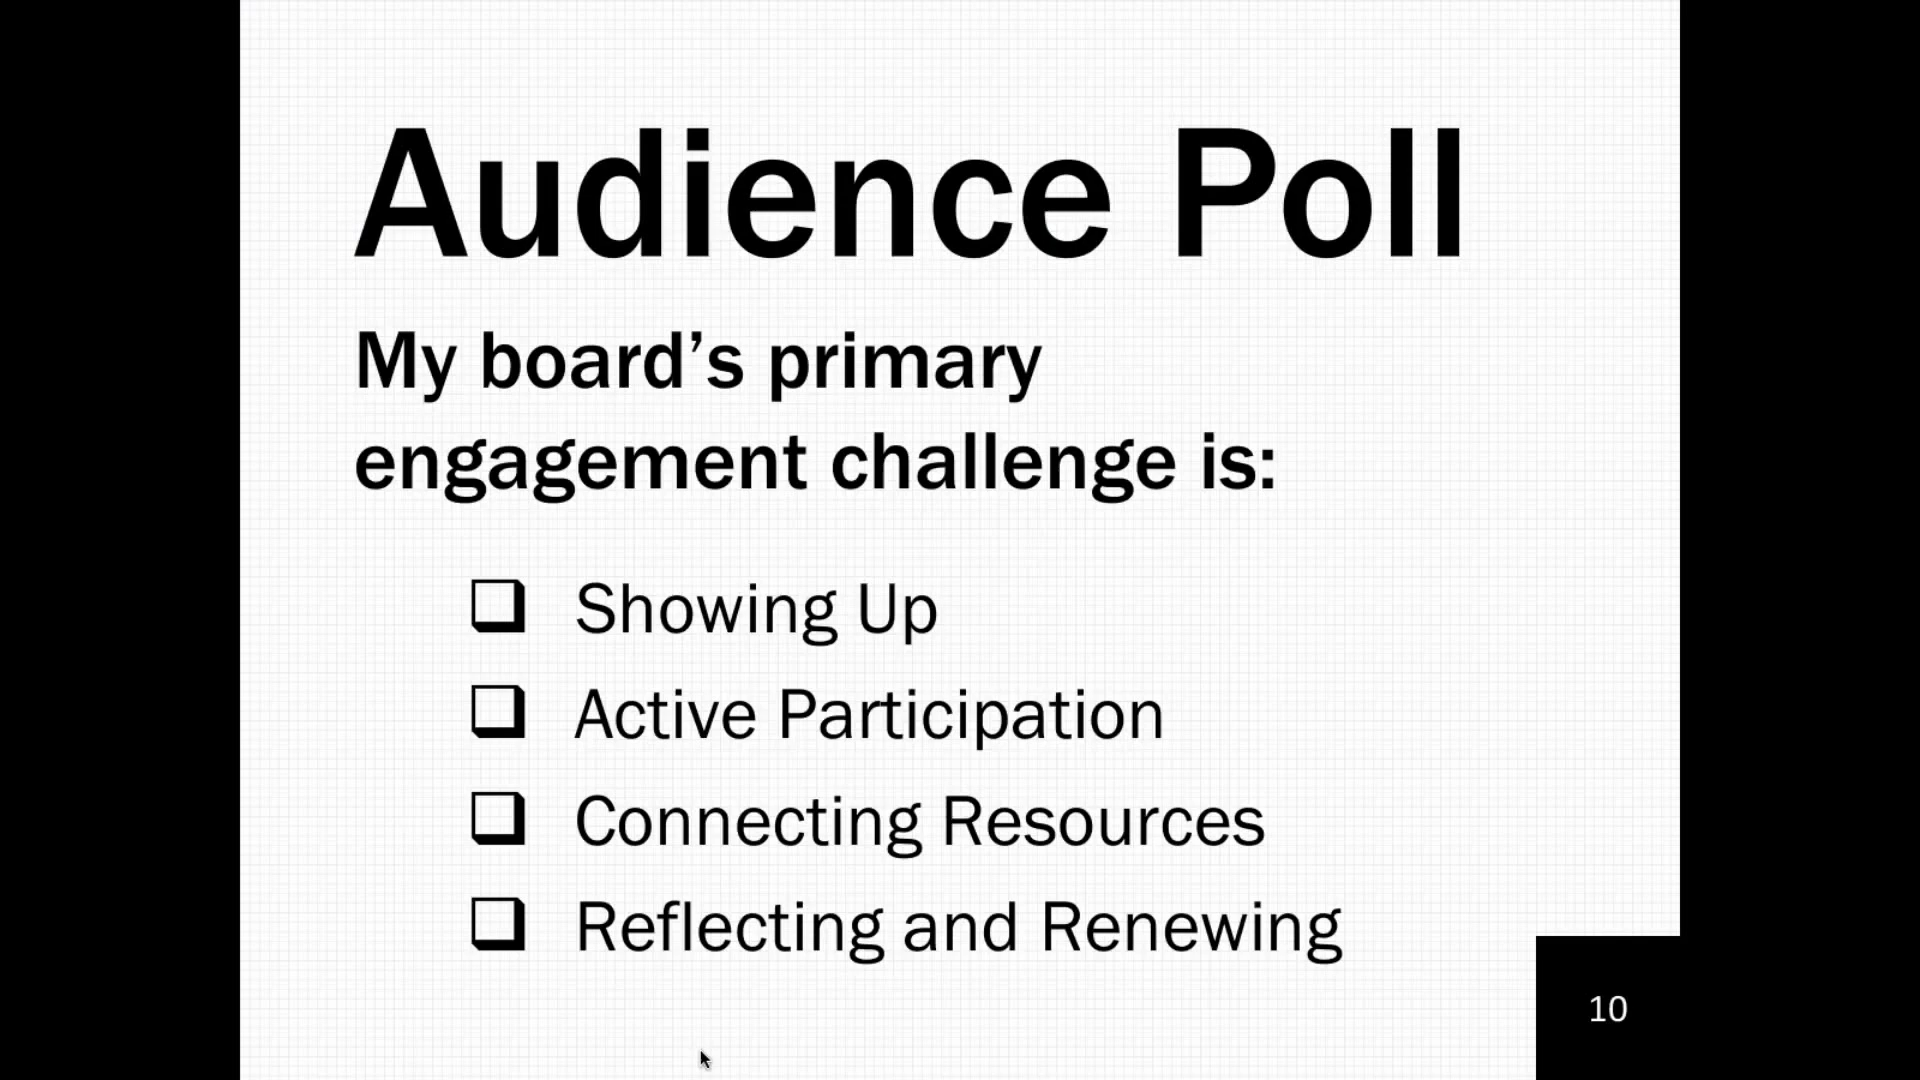 Audience Poll
My board’s primary
engagement challenge is:
❑ Showing Up
❑ Active Participation
❑ Connecting Resources
❑ Reflecting and Renewing
10